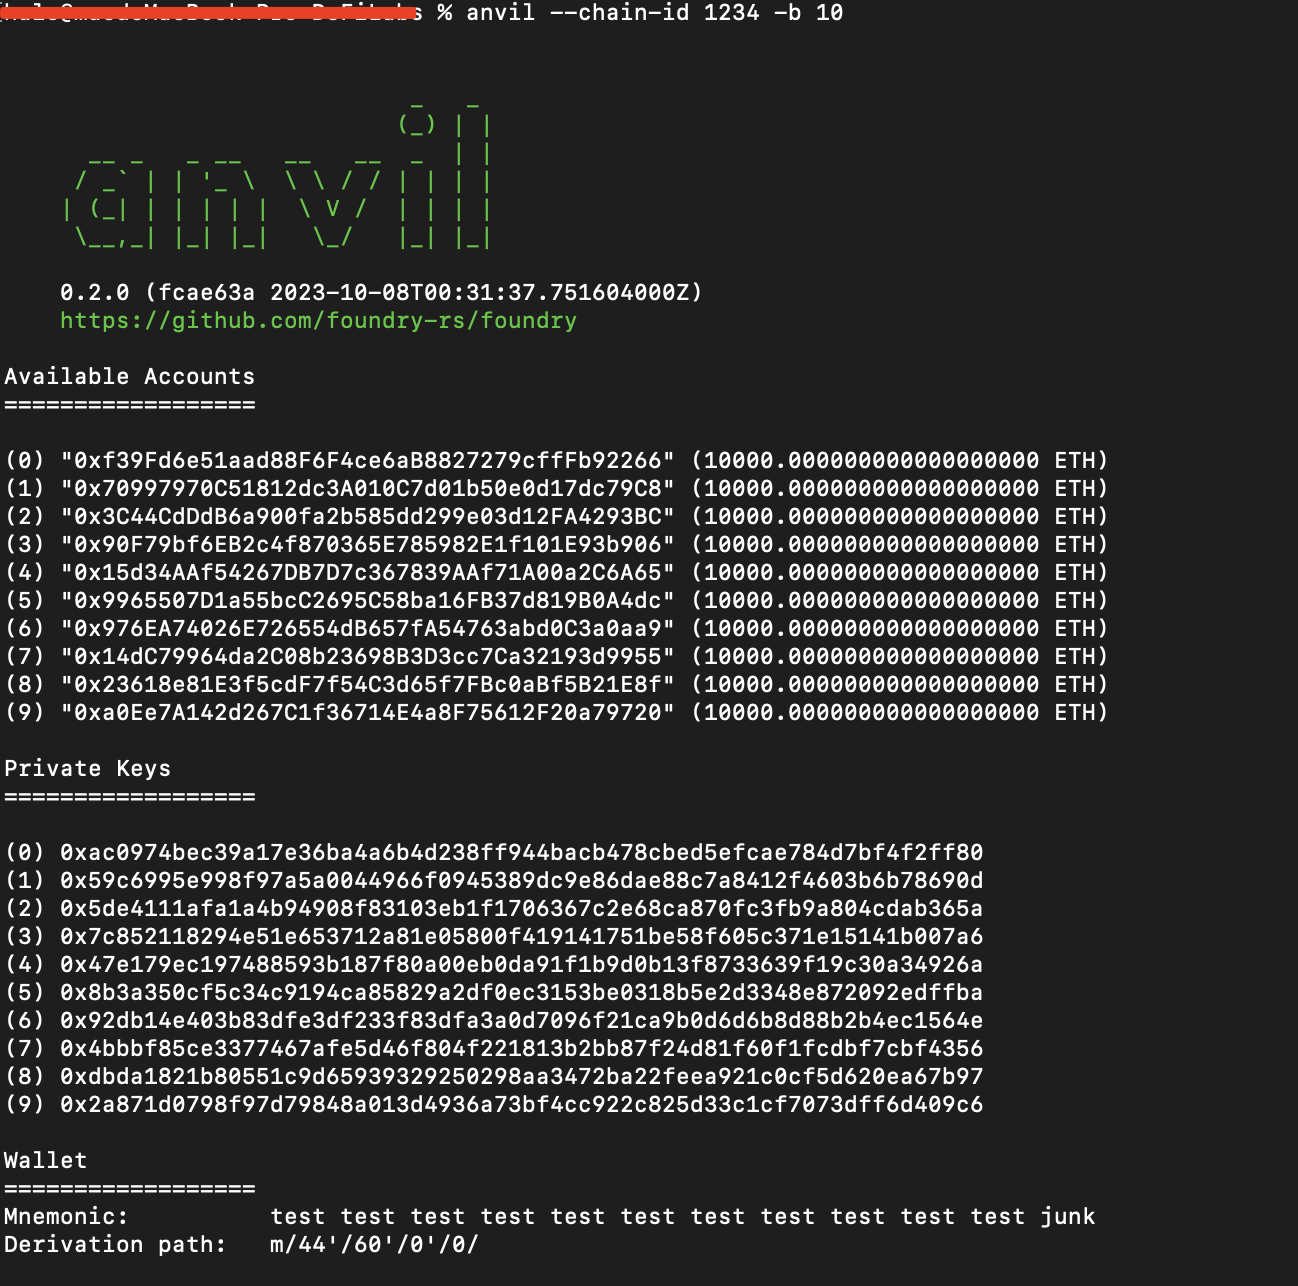 % anvil --chain-id 1234 -b 10
anvil
0.2.0 (fcae63a 2023-10-08T00:31:37.751604000Z)
https://github.com/foundry-rs/foundry
Available Accounts
==================
(0) "0xf39Fd6e51aad88F6F4ce6aB8827279cffFb92266" (10000.000000000000000000 ETH)
(1) "0x70997970C51812dc3A010C7d01b50e0d17dc79C8" (10000.000000000000000000 ETH)
(2) "0x3C44CdDdB6a900fa2b585dd299e03d12FA4293BC" (10000.000000000000000000 ETH)
(3) "0x90F79bf6EB2c4f870365E785982E1f101E93b906" (10000.000000000000000000 ETH)
(4) "0x15d34AAf54267DB7D7c367839AAf71A00a2C6A65" (10000.000000000000000000 ETH)
(5) "0x9965507D1a55bcC2695C58ba16FB37d819B0A4dc" (10000.000000000000000000 ETH)
(6) "0x976EA74026E726554dB657fA54763abd0C3a0aa9" (10000.000000000000000000 ETH)
(7) "0x14dC79964da2C08b23698B3D3cc7Ca32193d9955" (10000.000000000000000000 ETH)
(8) "0x23618e81E3f5cdF7f54C3d65f7FBc0aBf5B21E8f" (10000.000000000000000000 ETH)
(9) "0xa0Ee7A142d267C1f36714E4a8F75612F20a79720" (10000.000000000000000000 ETH)
Private Keys
==================
(0) 0xac0974bec39a17e36ba4a6b4d238ff944bacb478cbed5efcae784d7bf4f2ff80
(1) 0x59c6995e998f97a5a0044966f0945389dc9e86dae88c7a8412f4603b6b78690d
(2) 0x5de4111afa1a4b94908f83103eb1f1706367c2e68ca870fc3fb9a804cdab365a
(3) 0x7c852118294e51e653712a81e05800f419141751be58f605c371e15141b007a6
(4) 0x47e179ec197488593b187f80a00eb0da91f1b9d0b13f8733639f19c30a34926a
(5) 0x8b3a350cf5c34c9194ca85829a2df0ec3153be0318b5e2d3348e872092edffba
(6) 0x92db14e403b83dfe3df233f83dfa3a0d7096f21ca9b0d6d6b8d88b2b4ec1564e
(7) 0x4bbbf85ce3377467afe5d46f804f221813b2bb87f24d81f60f1fcdbf7cbf4356
(8) 0xdbda1821b80551c9d65939329250298aa3472ba22feea921c0cf5d620ea67b97
(9) 0x2a871d0798f97d79848a013d4936a73bf4cc922c825d33c1cf7073dff6d409c6
Wallet
==================
Mnemonic: test test test test test test test test test test test junk
Derivation path: m/44'/60'/0'/0/